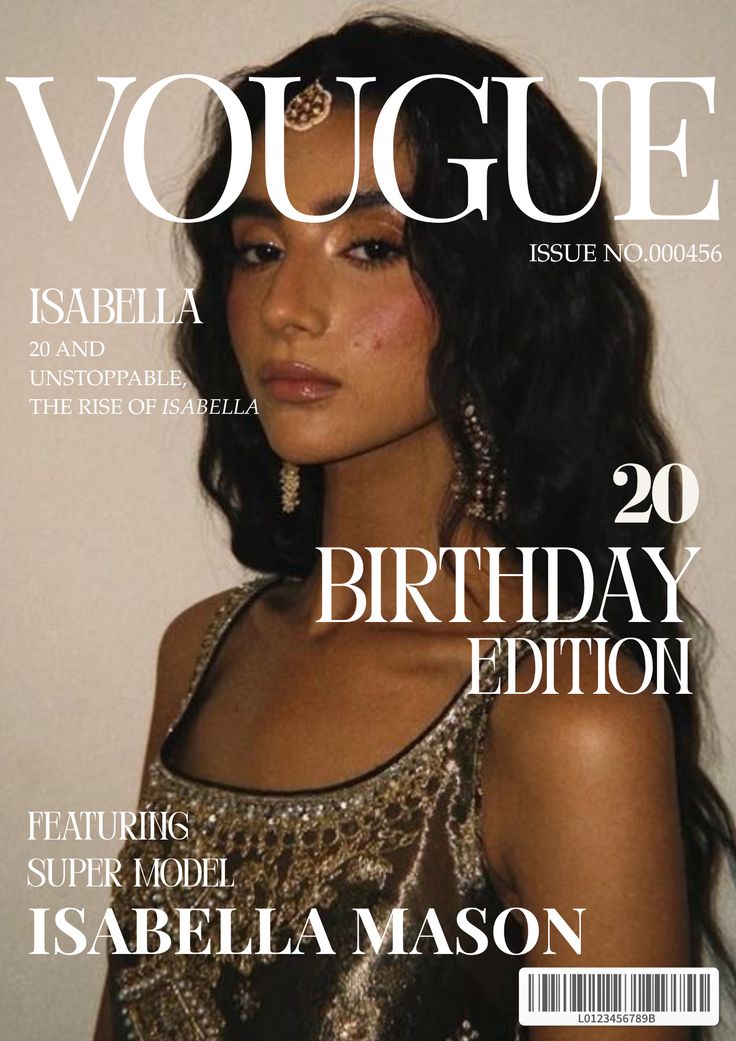 VOUGUE
ISSUE NO.000456
ISABELLA
20 AND
UNSTOPPABLE,
THE RISE OF ISABELLA
20
BIRTHDAY
EDITION
FEATURING
SUPER MODEL
ISABELLA MASON
L0123456789B